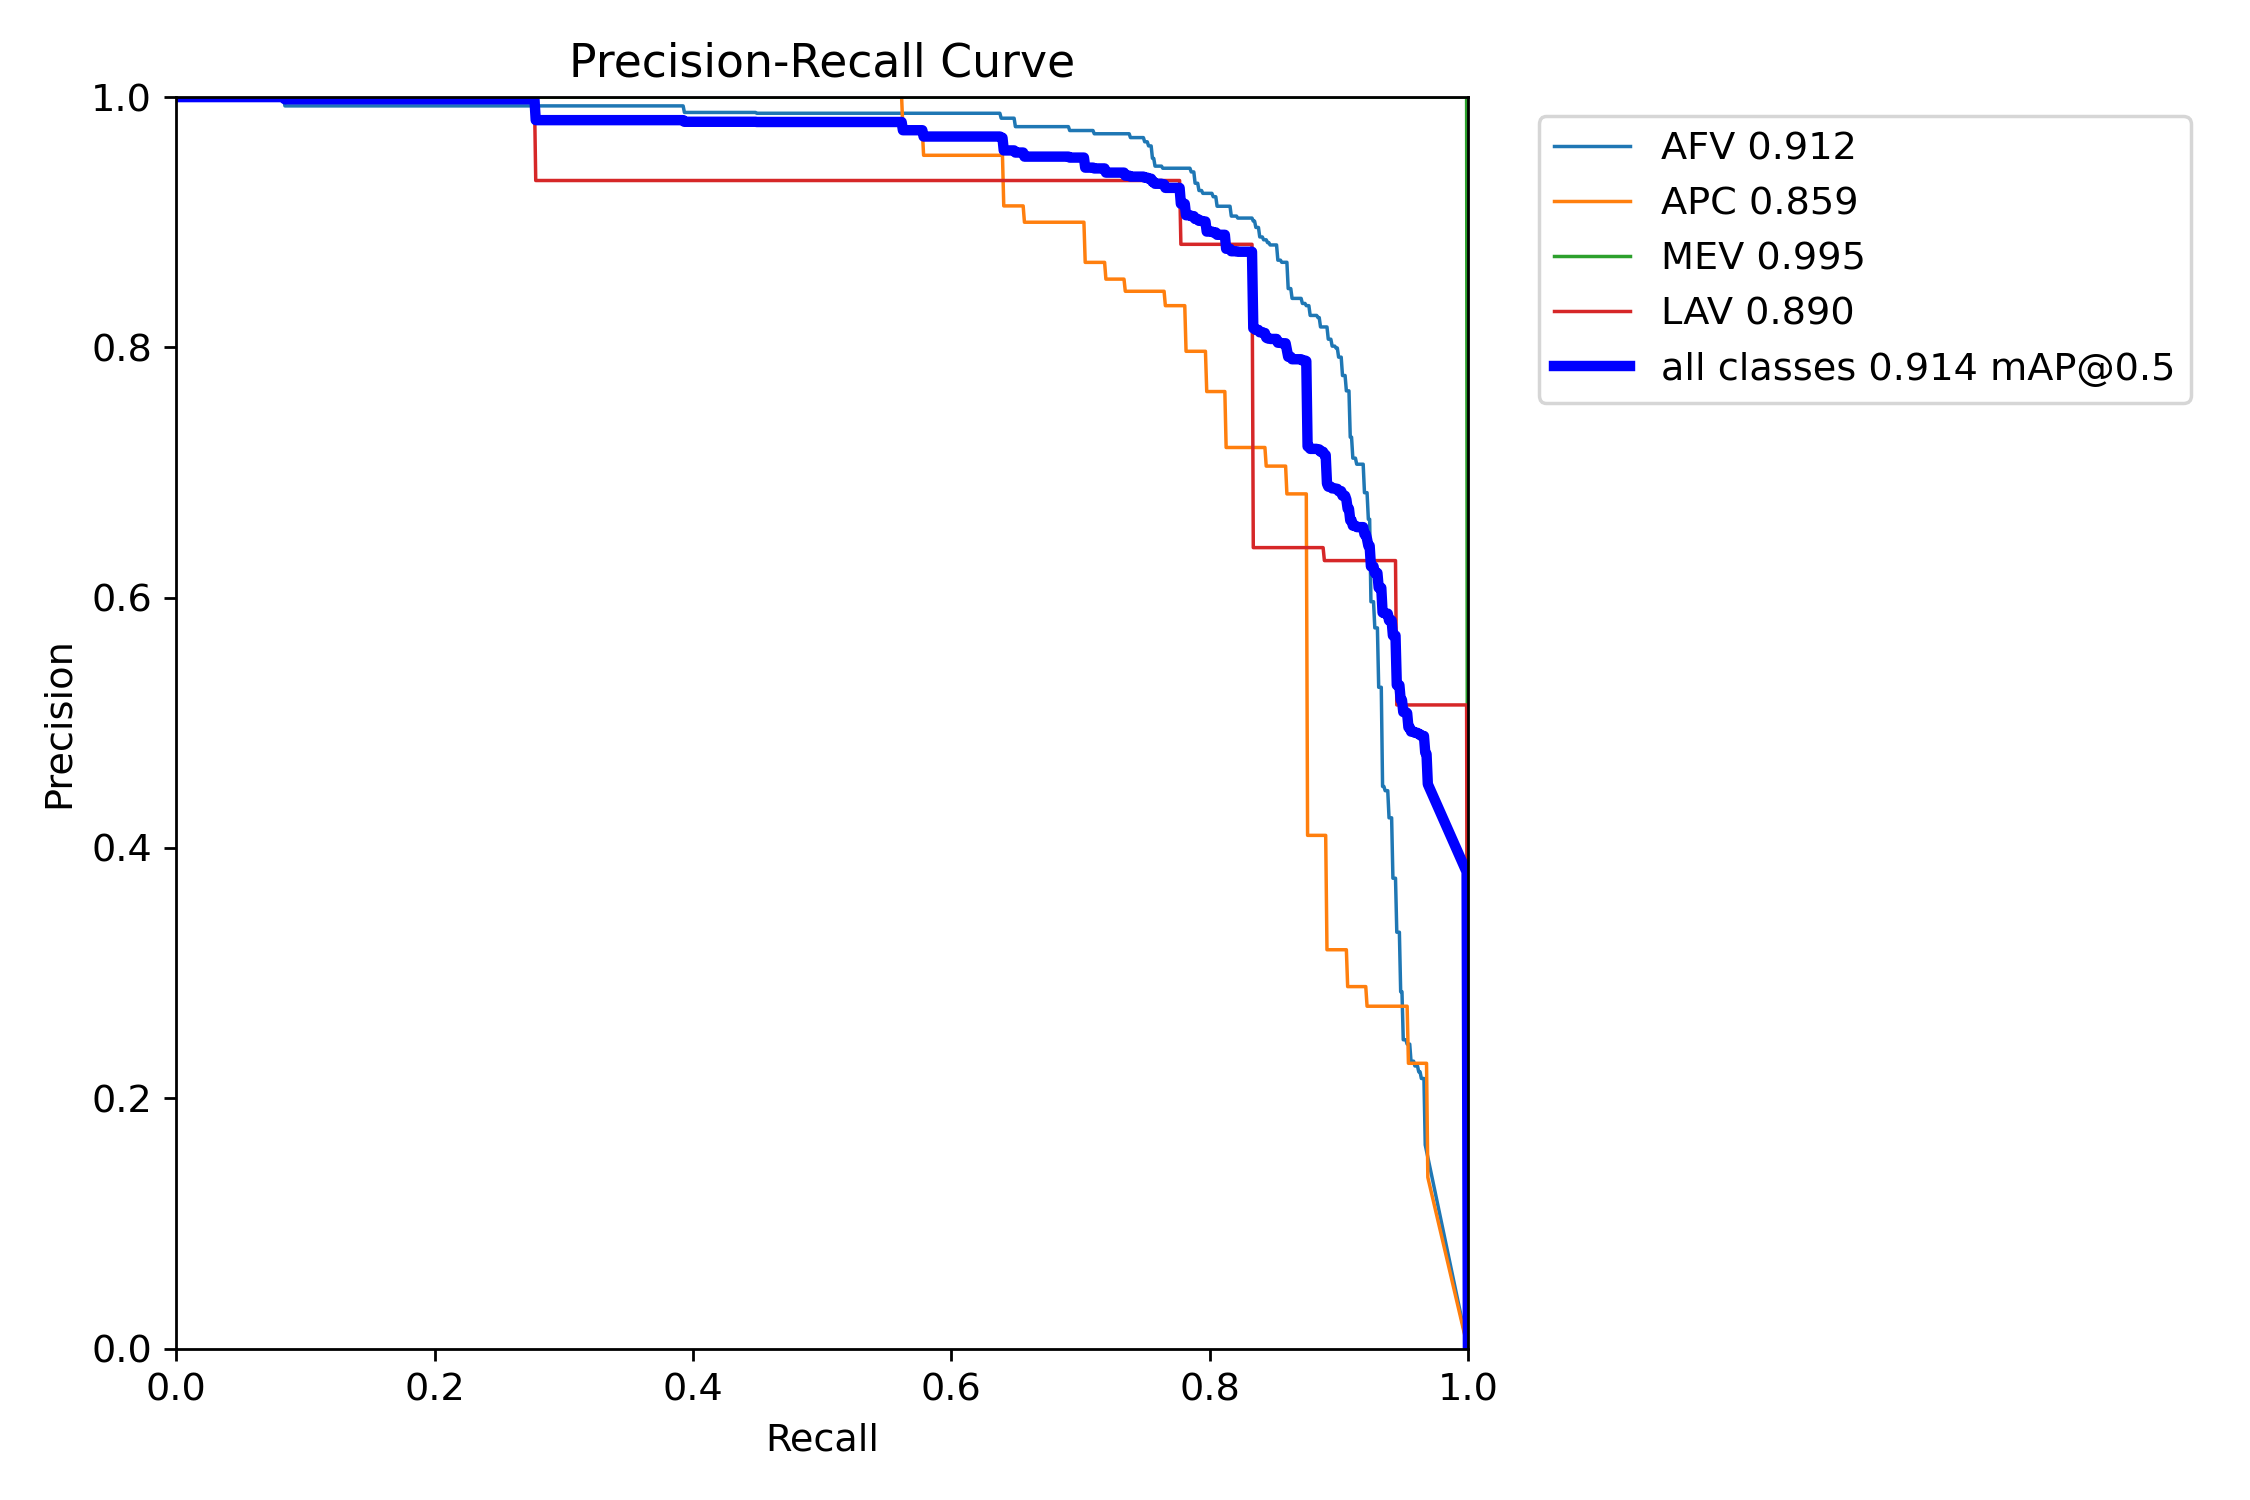 Precision-Recall Curve
1.0
0.8
0.6
0.4
0.2
0.0
Precision
0.0 0.2 0.4 0.6 0.8 1.0
Recall
AFV 0.912
APC 0.859
MEV 0.995
LAV 0.890
all classes 0.914 mAP@0.5